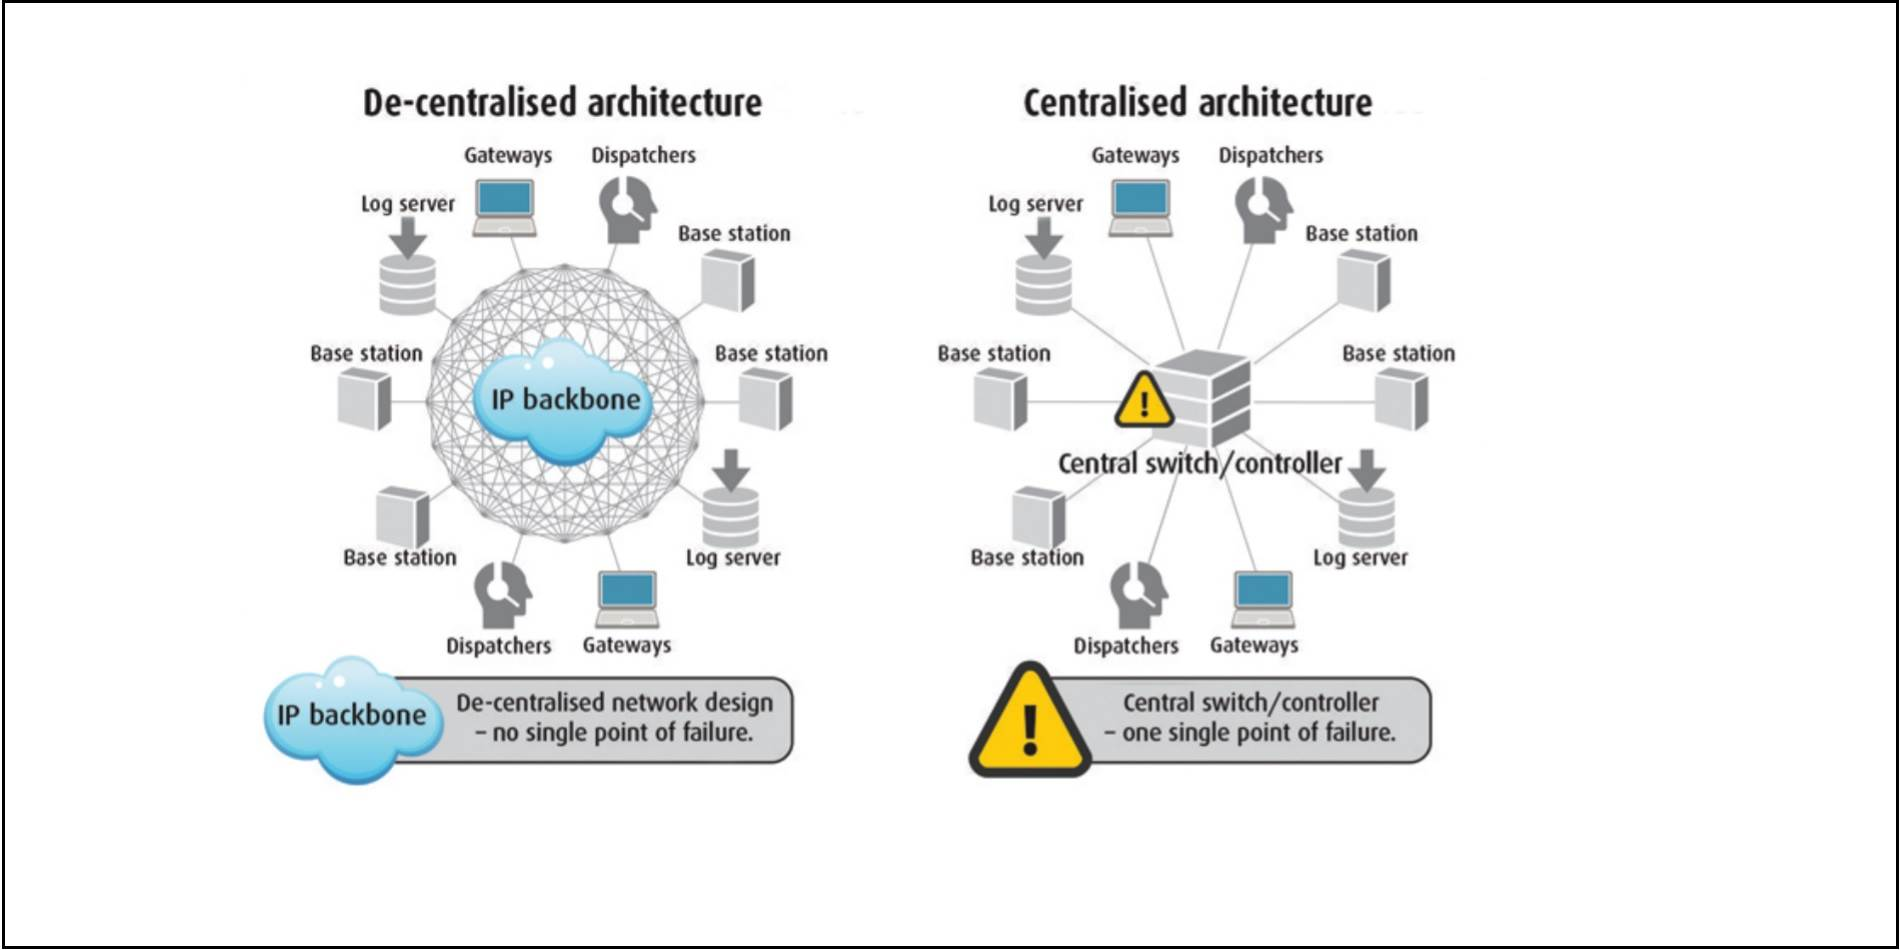 De-centralised architecture
Gateways
Dispatchers
Log server
Base station
Base station
Base station
IP backbone
Base station
Log server
Dispatchers
Gateways
IP backbone
De-centralised network design
– no single point of failure.
Centralised architecture
Gateways
Dispatchers
Log server
Base station
Base station
Base station
!
Central switch/controller
Base station
Log server
Dispatchers
Gateways
!
Central switch/controller
– one single point of failure.